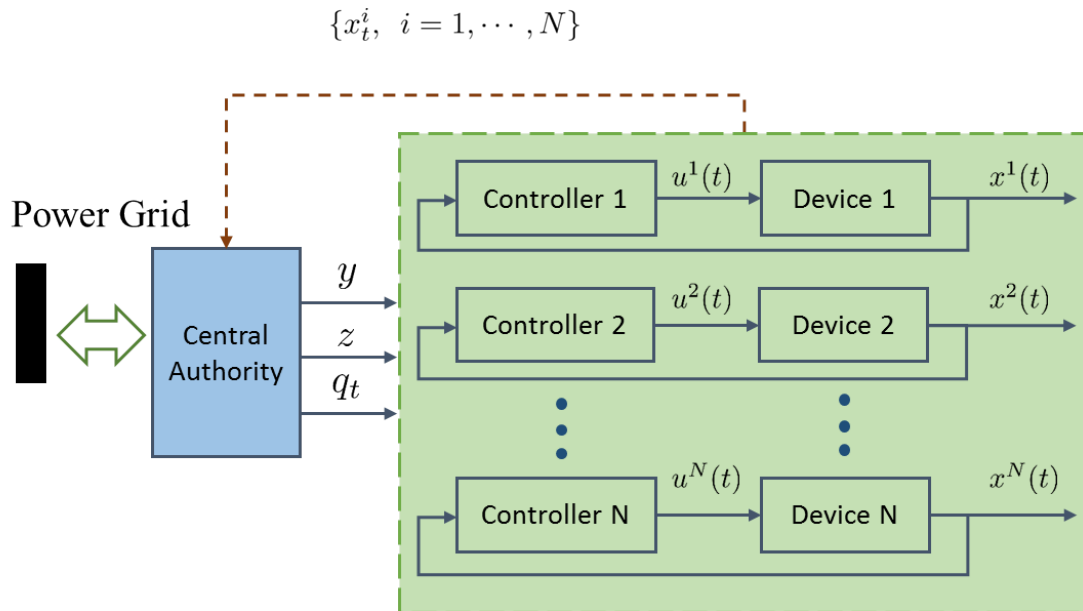 {x_t^i, i = 1, ⋯ , N}
Power Grid
Central
Authority
y
z
q_t
Controller 1
u^1(t)
Device 1
x^1(t)
Controller 2
u^2(t)
Device 2
x^2(t)
Controller N
u^N(t)
Device N
x^N(t)